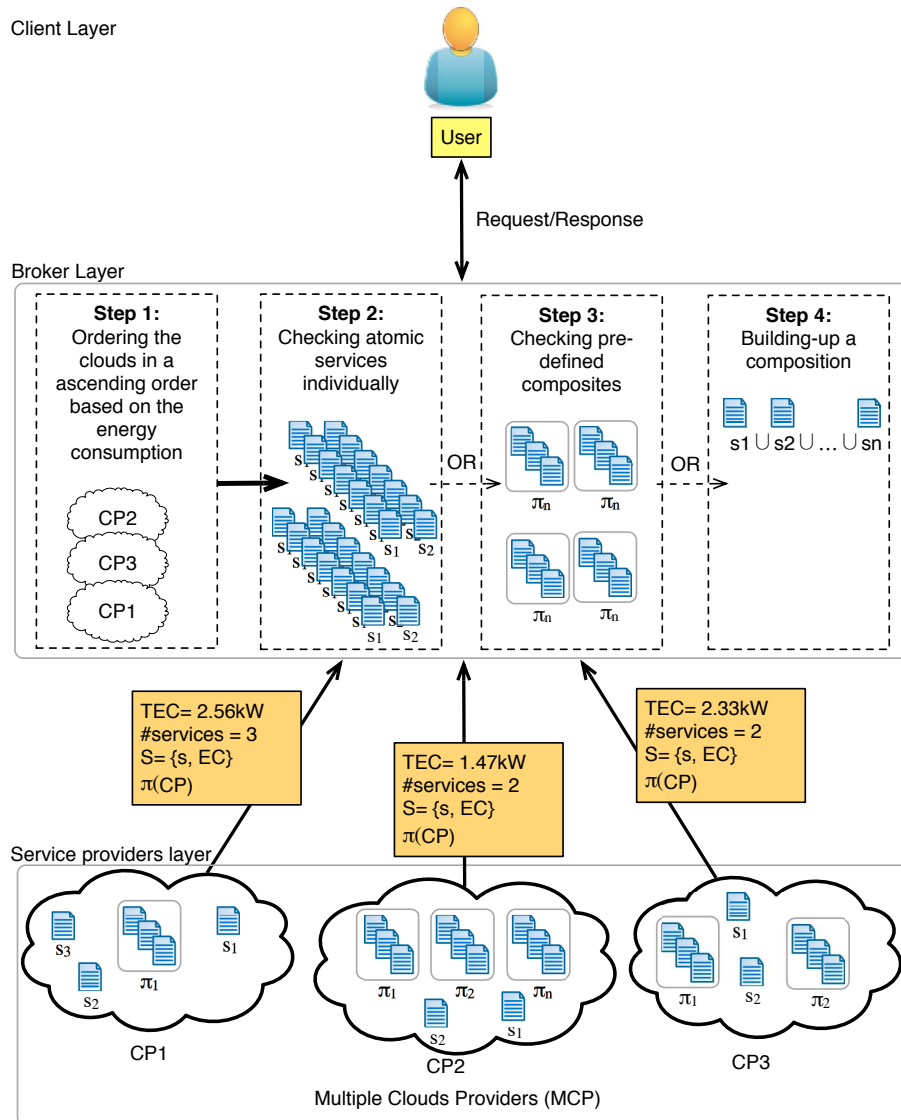 Client Layer
User
Request/Response
Broker Layer
Step 1:
Ordering the
clouds in a
ascending order
based on the
energy
consumption
CP2
CP3
CP1
Step 2:
Checking atomic
services
individually
s1 s2
s1 s2
OR
Step 3:
Checking pre-
defined
composites
πn πn
πn πn
OR
Step 4:
Building-up a
composition
s1 ∪ s2 ∪ ... ∪ sn
TEC= 2.56kW
#services = 3
S= {s, EC}
π(CP)
TEC= 1.47kW
#services = 2
S= {s, EC}
π(CP)
TEC= 2.33kW
#services = 2
S= {s, EC}
π(CP)
Service providers layer
s3
s2
π1
s1
CP1
π1 π2 πn
s2 s1
CP2
s1
π1 s2 π2
CP3
Multiple Clouds Providers (MCP)